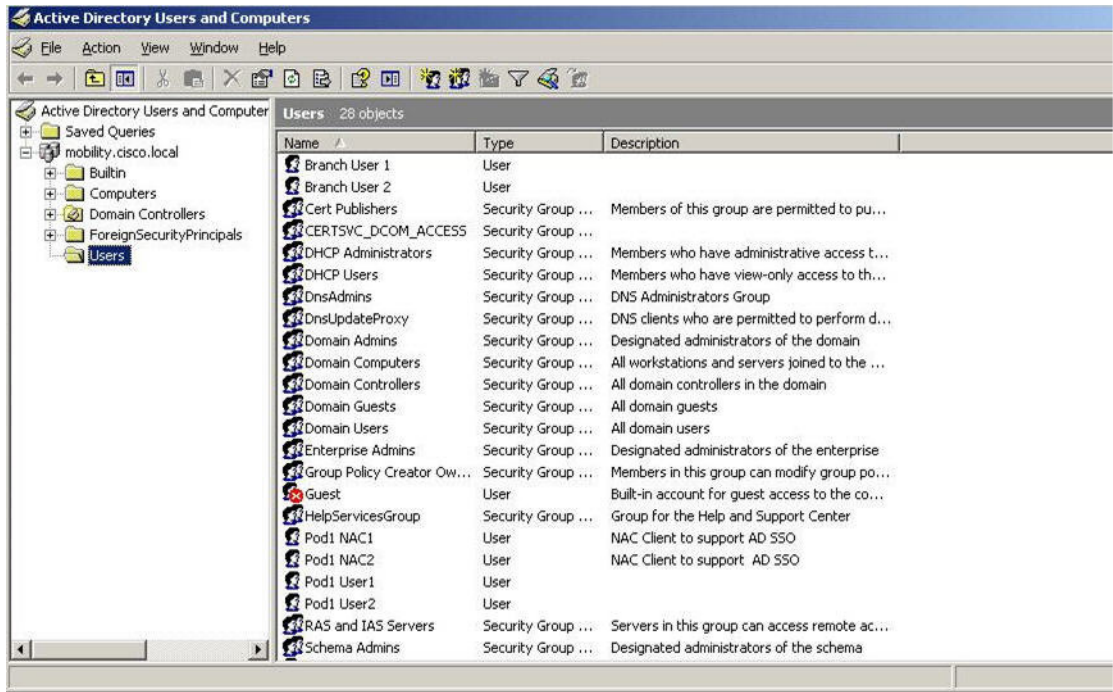 Active Directory Users and Computers
File Action View Window Help
Active Directory Users and Computer
Saved Queries
mobility.cisco.local
Builtin
Computers
Domain Controllers
ForeignSecurityPrincipals
Users
Users 28 objects
Name Type Description
Branch User 1 User
Branch User 2 User
Cert Publishers Security Group ... Members of this group are permitted to pu...
CERTSVC_DCOM_ACCESS Security Group ...
DHCP Administrators Security Group ... Members who have administrative access t...
DHCP Users Security Group ... Members who have view-only access to th...
DnsAdmins Security Group ... DNS Administrators Group
DnsUpdateProxy Security Group ... DNS clients who are permitted to perform d...
Domain Admins Security Group ... Designated administrators of the domain
Domain Computers Security Group ... All workstations and servers joined to the ...
Domain Controllers Security Group ... All domain controllers in the domain
Domain Guests Security Group ... All domain guests
Domain Users Security Group ... All domain users
Enterprise Admins Security Group ... Designated administrators of the enterprise
Group Policy Creator Ow... Security Group ... Members in this group can modify group po...
Guest User Built-in account for guest access to the co...
HelpServicesGroup Security Group ... Group for the Help and Support Center
Pod1 NAC1 User NAC Client to support AD SSO
Pod1 NAC2 User NAC Client to support AD SSO
Pod1 User1 User
Pod1 User2 User
RAS and IAS Servers Security Group ... Servers in this group can access remote ac...
Schema Admins Security Group ... Designated administrators of the schema